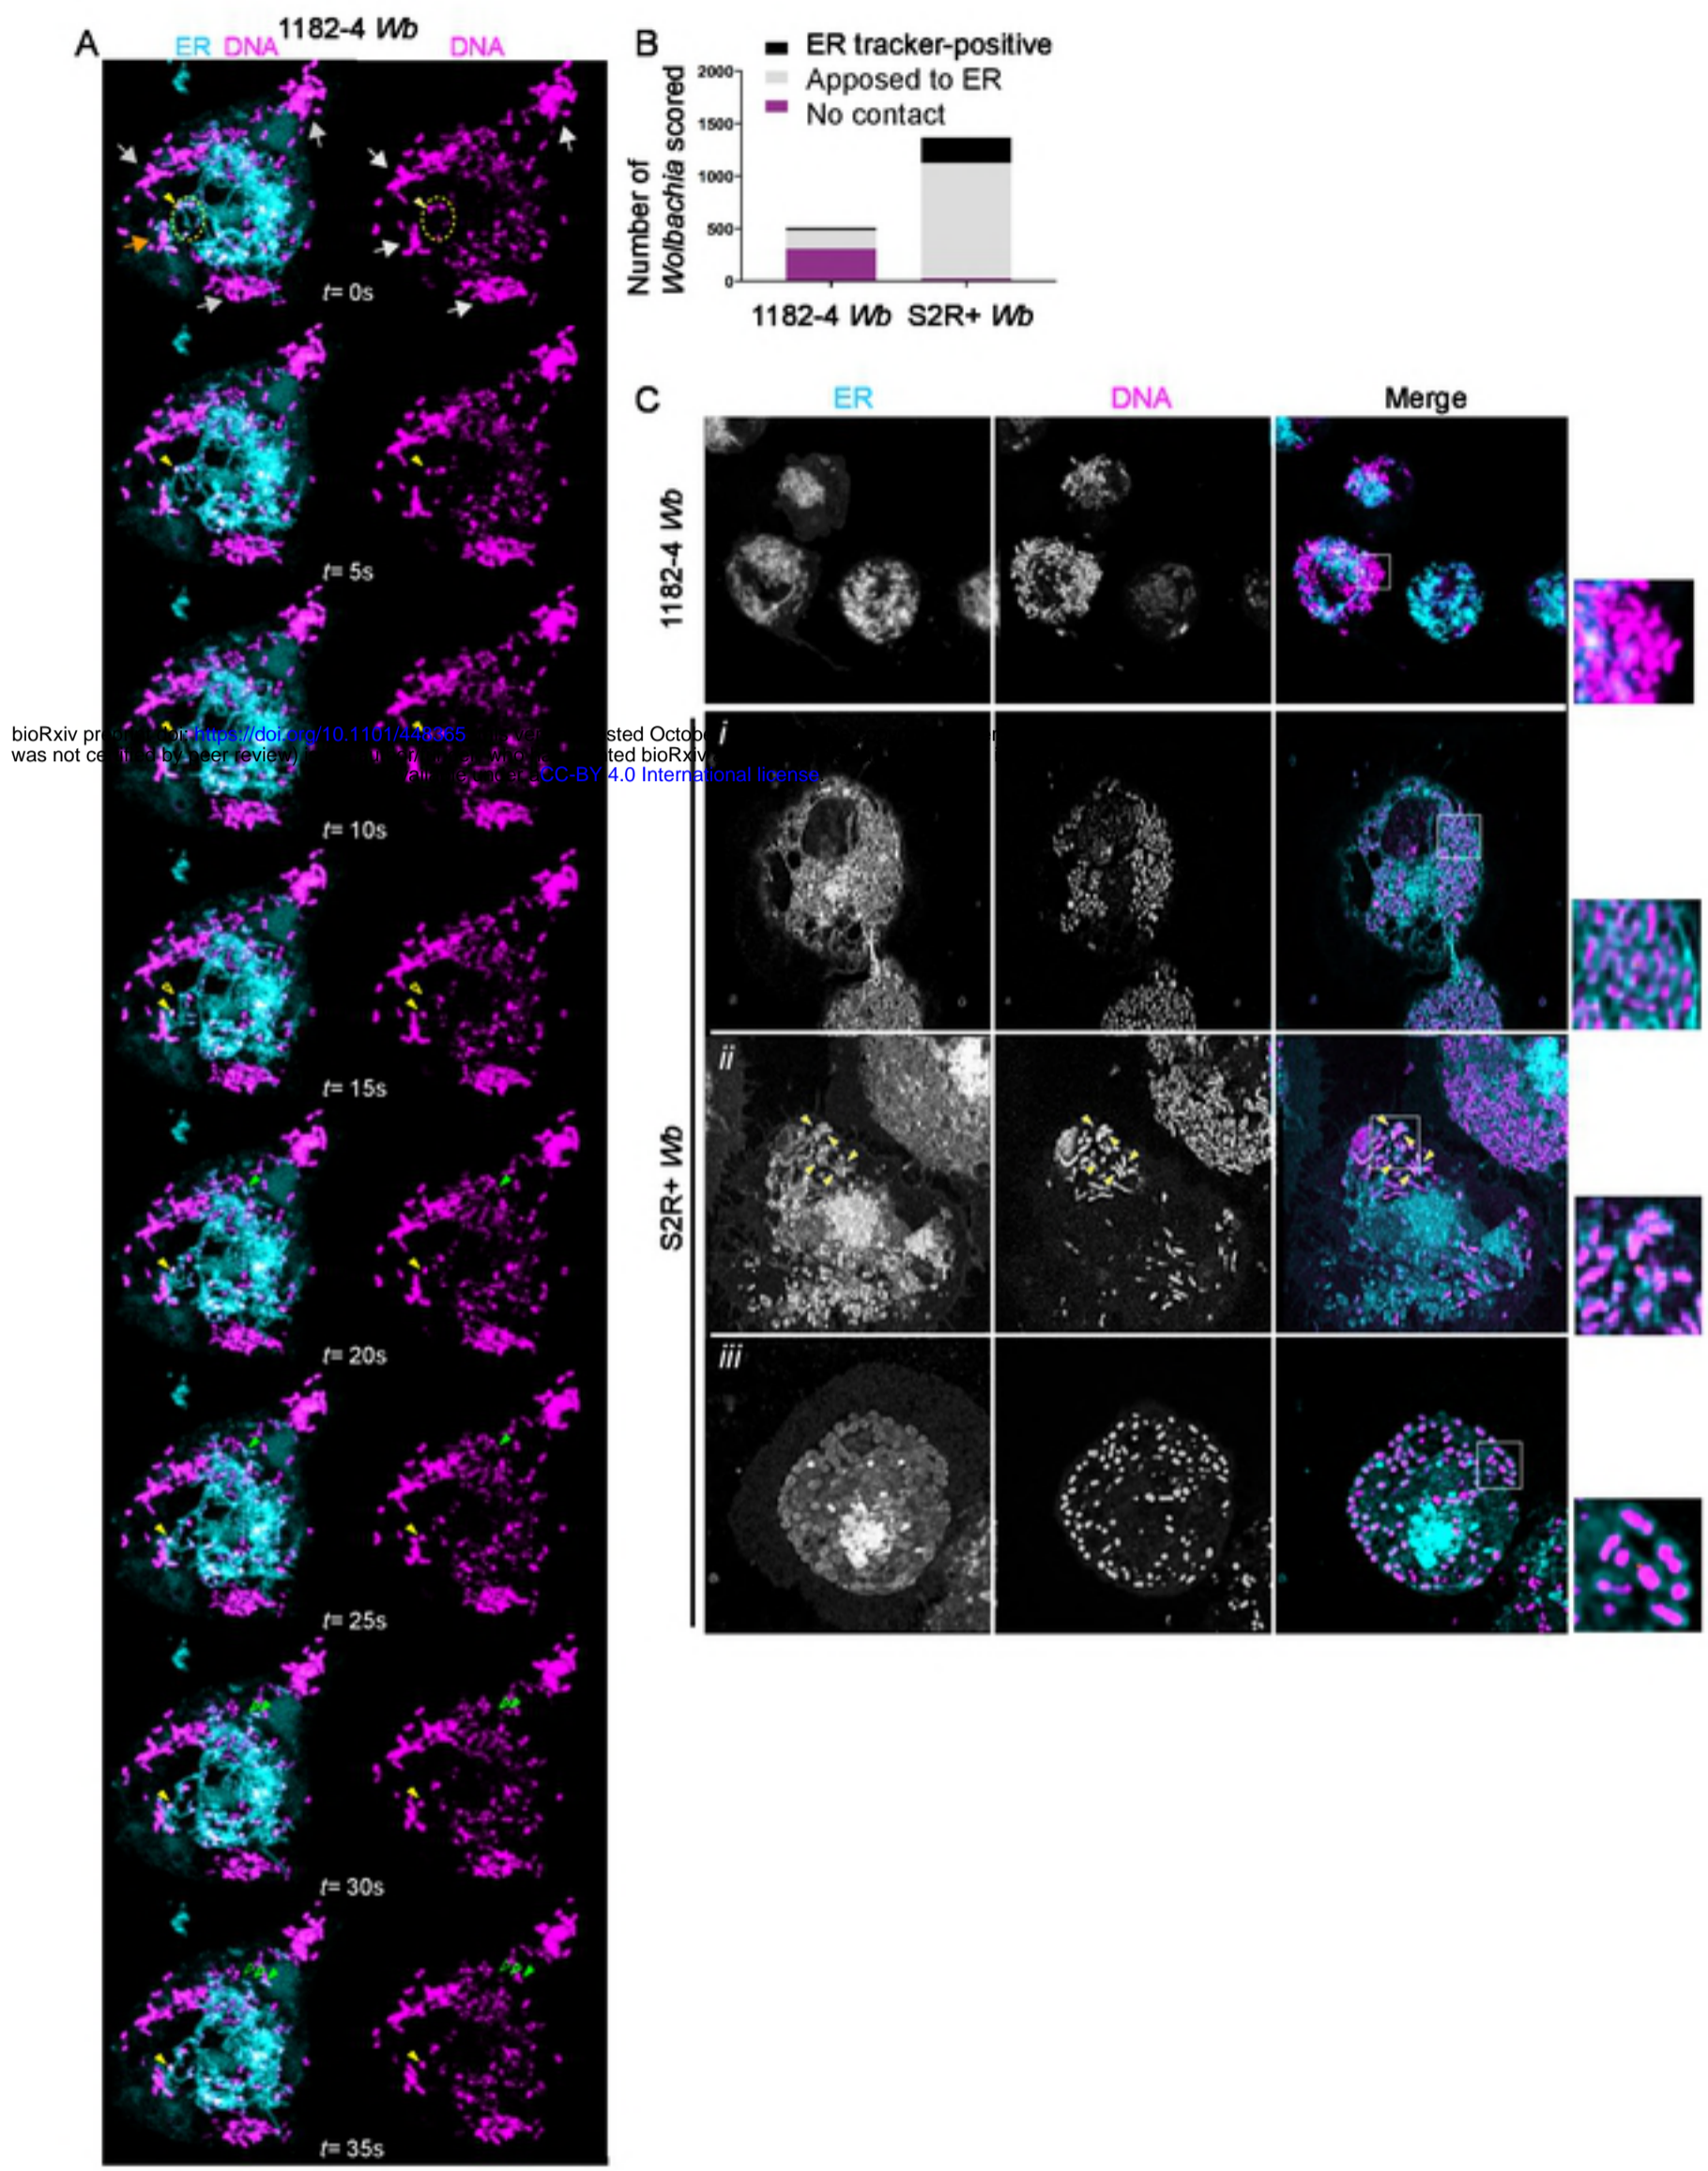 A
1182-4 Wb
ER DNA
DNA
t= 0s
t= 5s
t= 10s
t= 15s
t= 20s
t= 25s
t= 30s
t= 35s
B
ER tracker-positive
Apposed to ER
No contact
Number of
Wolbachia scored
2000
1500
1000
500
0
1182-4 Wb S2R+ Wb
C
ER
DNA
Merge
1182-4 Wb
S2R+ Wb
i
ii
iii
bioRxiv doi: https://doi.org/10.1101/448365
was not by peer review)
CC-BY 4.0 International license